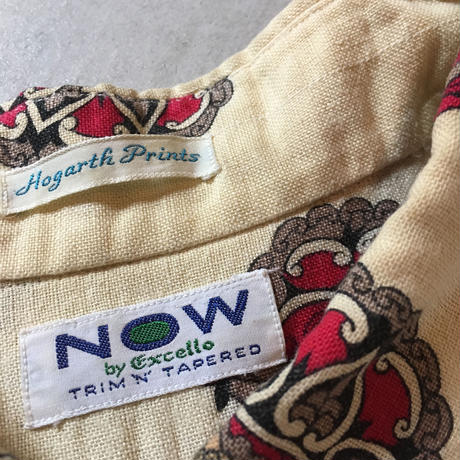 Hogarth Prints
NOW
by Excello
TRIM N' TAPERED